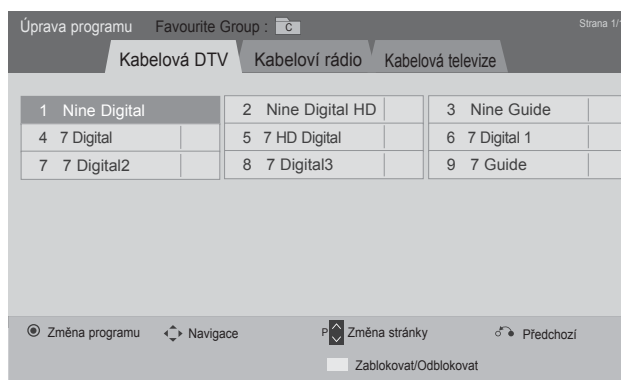 Úprava programu Favourite Group : C Strana 1/1
Kabelová DTV Kabeloví rádio Kabelová televize
1 Nine Digital 2 Nine Digital HD 3 Nine Guide
4 7 Digital 5 7 HD Digital 6 7 Digital 1
7 7 Digital2 8 7 Digital3 9 7 Guide
Změna programu Navigace P Změna stránky Předchozí
Zablokovat/Odblokovat